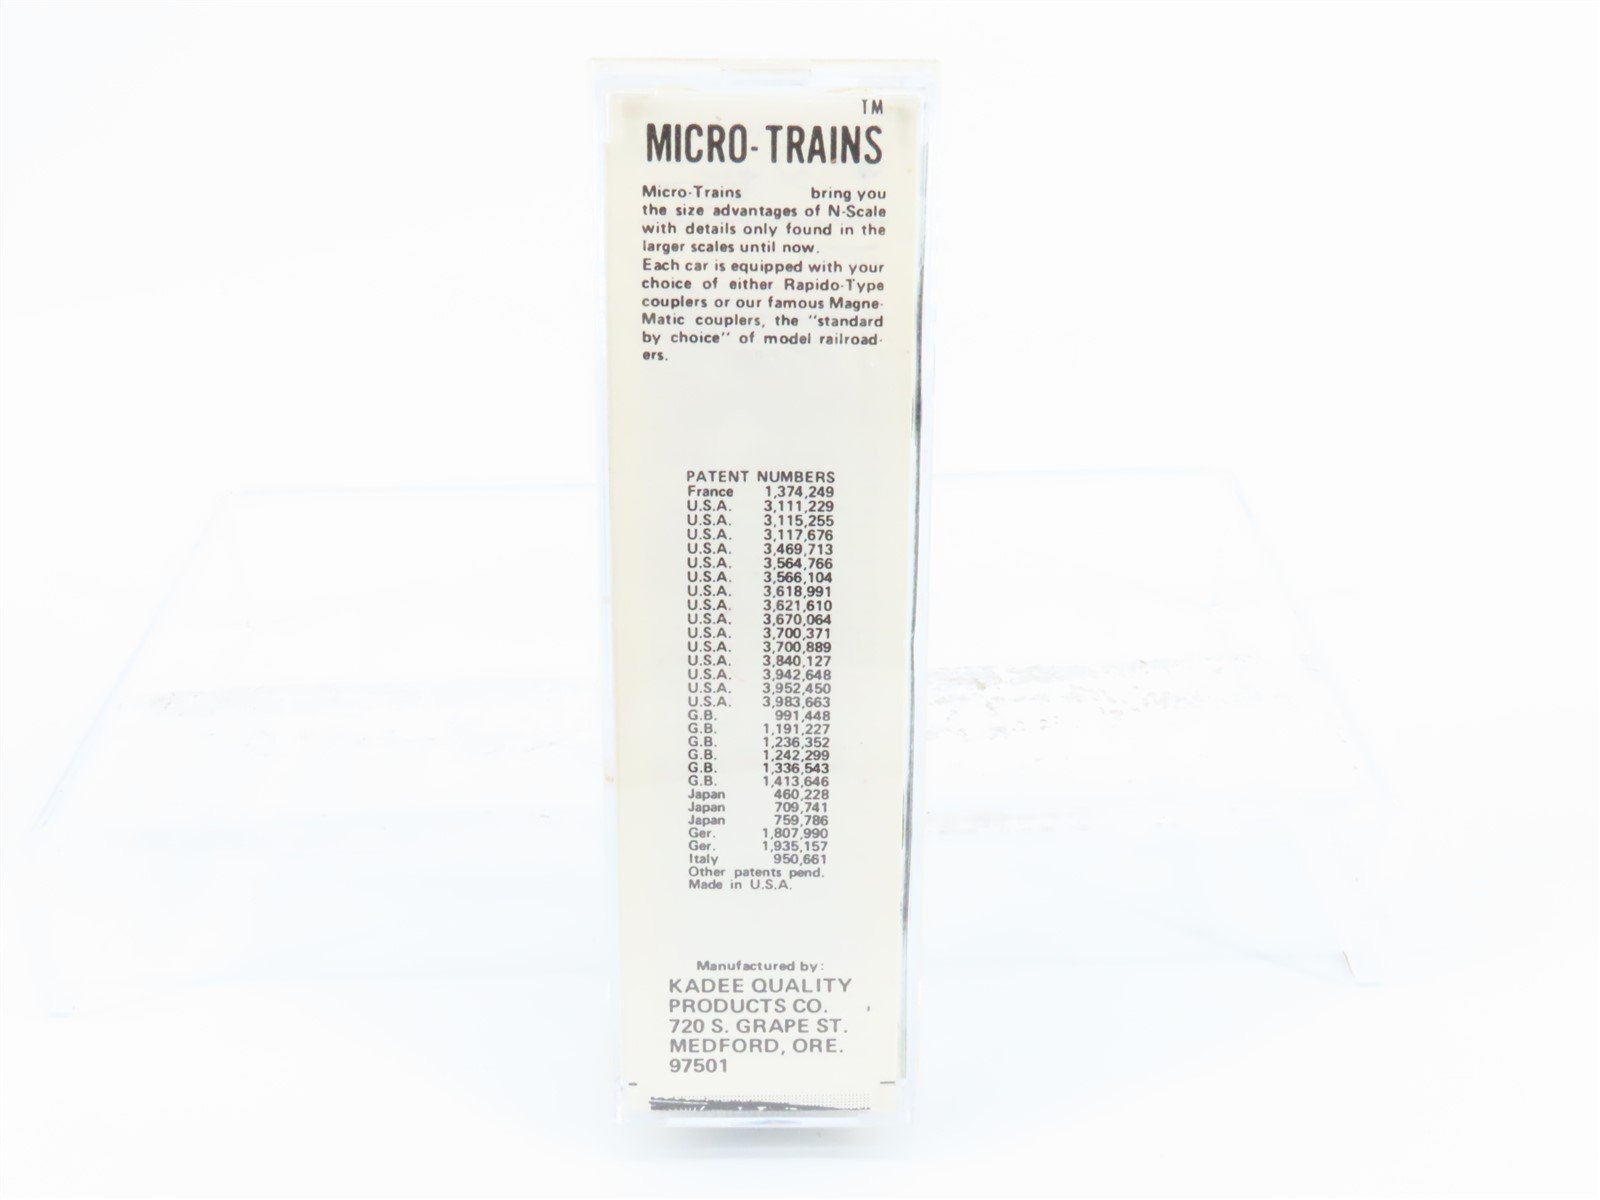 TM
MICRO-TRAINS
Micro-Trains bring you
the size advantages of N-Scale
with details only found in the
larger scales until now.
Each car is equipped with your
choice of either Rapido-Type
couplers or our famous Magne-
Matic couplers, the "standard
by choice" of model railroad-
ers.
PATENT NUMBERS
France 1,374,249
U.S.A. 3,111,229
U.S.A. 3,115,255
U.S.A. 3,117,676
U.S.A. 3,469,713
U.S.A. 3,564,766
U.S.A. 3,566,104
U.S.A. 3,618,991
U.S.A. 3,621,610
U.S.A. 3,670,064
U.S.A. 3,700,371
U.S.A. 3,700,889
U.S.A. 3,840,127
U.S.A. 3,942,648
U.S.A. 3,952,450
U.S.A. 3,983,663
G.B. 991,448
G.B. 1,191,227
G.B. 1,236,352
G.B. 1,242,299
G.B. 1,336,543
G.B. 1,413,646
Japan 460,228
Japan 709,741
Japan 759,786
Ger. 1,807,990
Ger. 1,935,157
Italy 950,661
Other patents pend.
Made in U.S.A.
Manufactured by:
KADEE QUALITY
PRODUCTS CO.
720 S. GRAPE ST.
MEDFORD, ORE.
97501